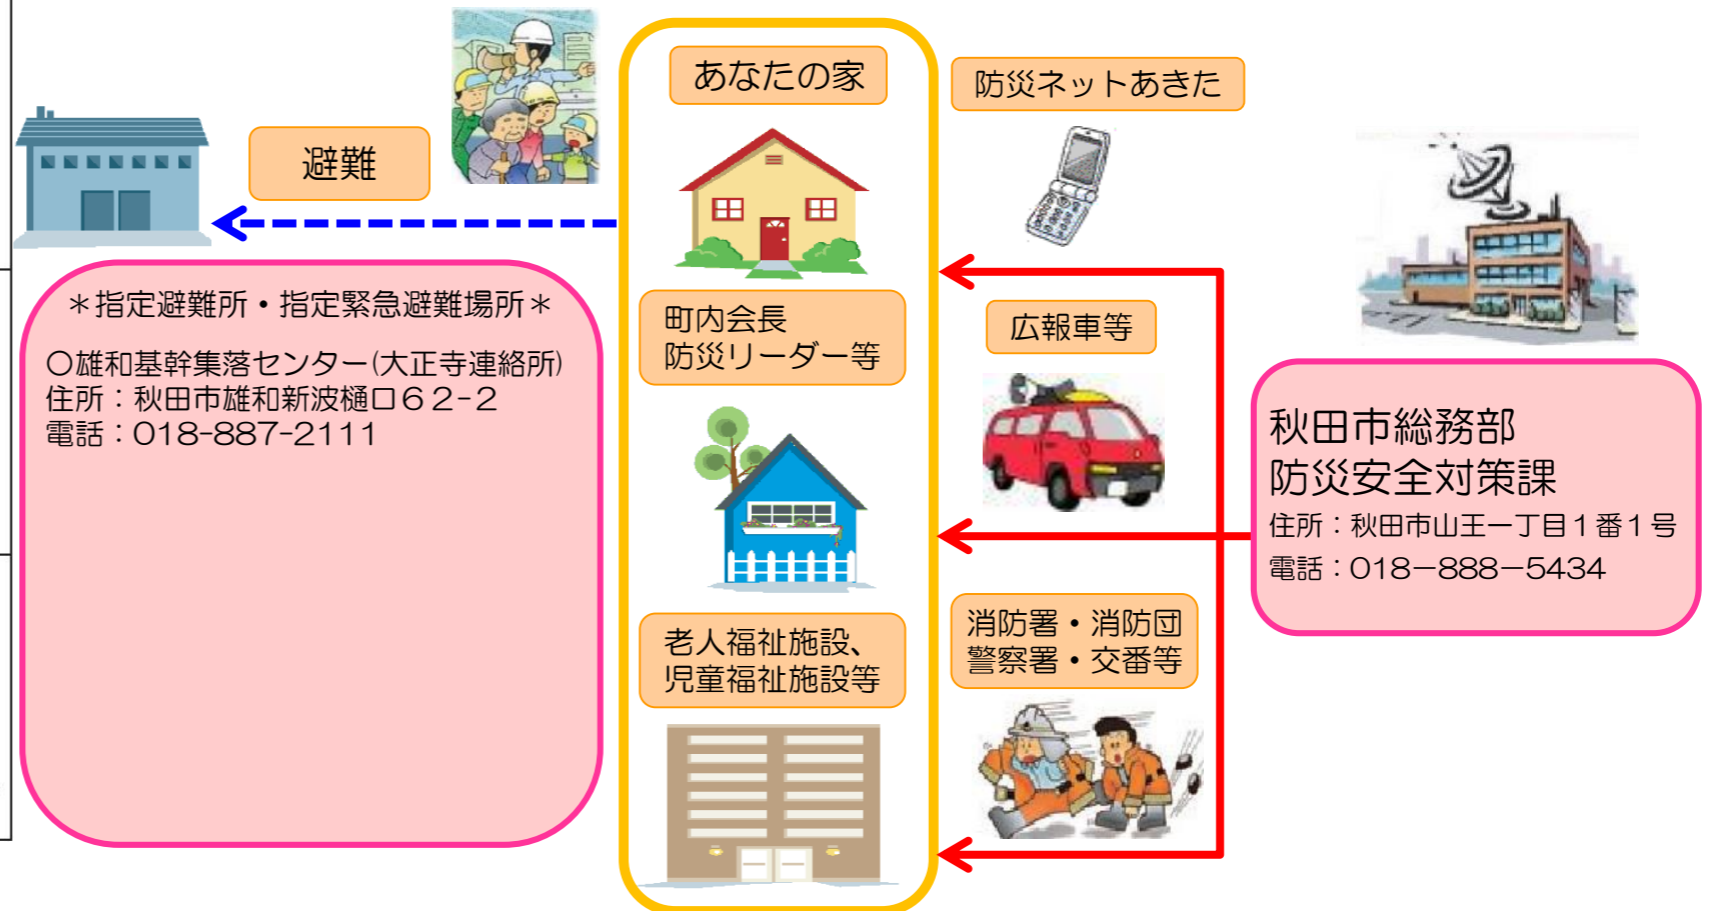 避難
＊指定避難所・指定緊急避難場所＊
〇雄和基幹集落センター(大正寺連絡所)
住所：秋田市雄和新波樋口６２-２
電話：018-887-2111
あなたの家
町内会長
防災リーダー等
老人福祉施設、
児童福祉施設等
防災ネットあきた
広報車等
消防署・消防団
警察署・交番等
秋田市総務部
防災安全対策課
住所：秋田市山王一丁目１番１号
電話：018－888－5434